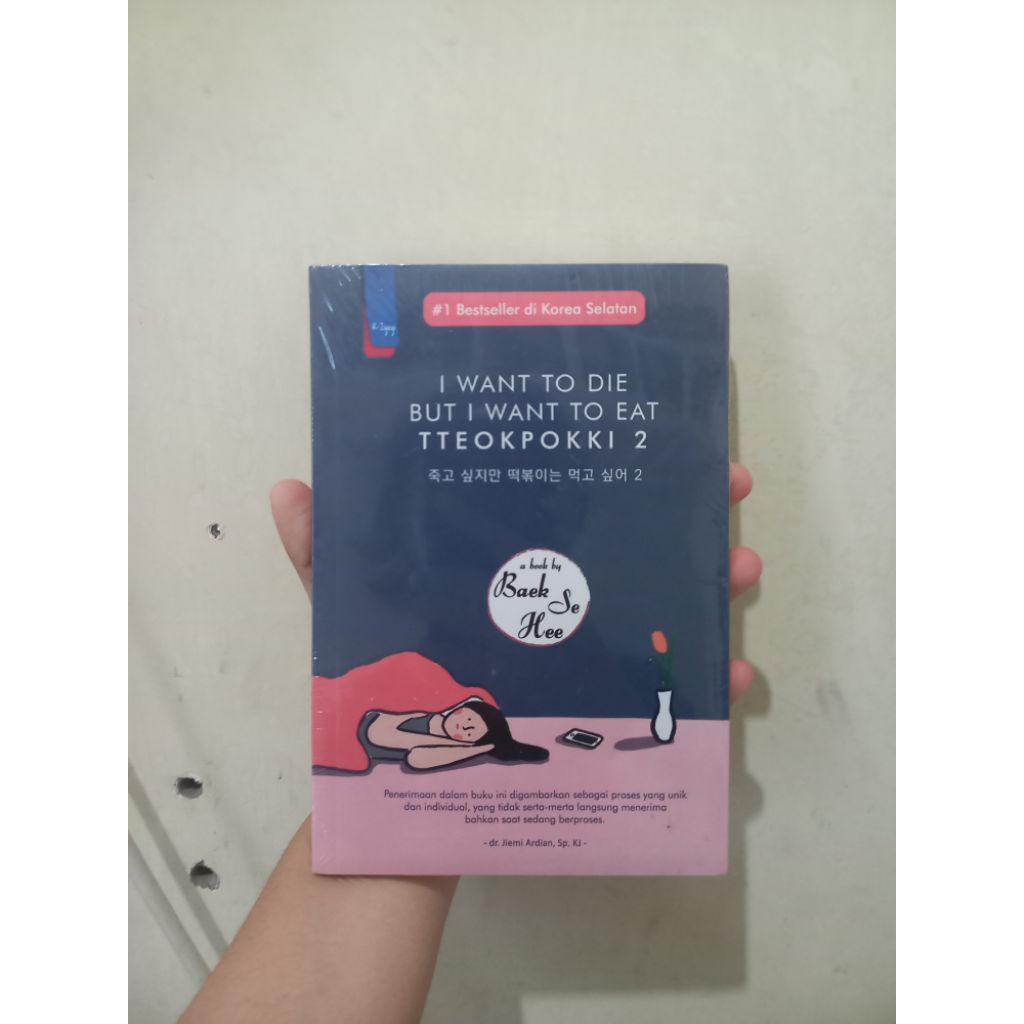 #1 Bestseller di Korea Selatan
I WANT TO DIE
BUT I WANT TO EAT
TTEOKPOKKI 2
죽고 싶지만 떡볶이는 먹고 싶어 2
a book by
Baek
Se
Hee
Penerimaan dalam buku ini digambarkan sebagai proses yang unik
dan individual, yang tidak serta-merta langsung menerima
bahkan saat sedang berproses.
- dr. Jiemi Ardian, Sp. KJ -